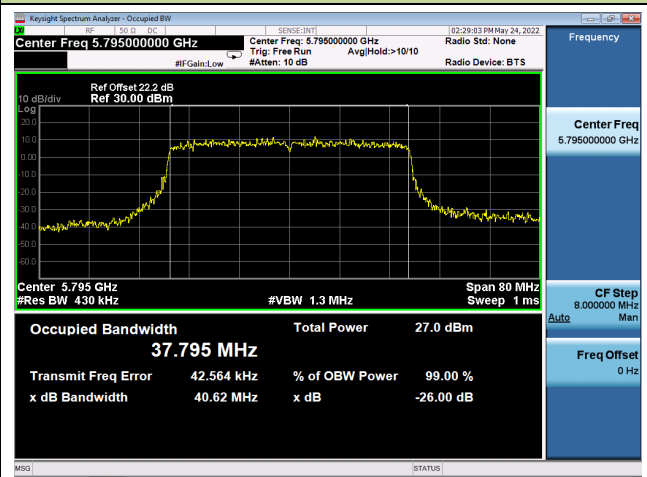 Keysight Spectrum Analyzer - Occupied BW
RF 50 Ω DC SENSE:INT 02:29:03 PM May 24, 2022
Center Freq 5.795000000 GHz
Center Freq: 5.795000000 GHz Radio Std: None
Trig: Free Run Avg|Hold:>10/10
#IFGain:Low #Atten: 10 dB Radio Device: BTS
Ref Offset 22.2 dB
10 dB/div Ref 30.00 dBm
Log
20.0
10.0
0.00
-10.0
-20.0
-30.0
-40.0
-50.0
-60.0
Center 5.795 GHz Span 80 MHz
#Res BW 430 kHz #VBW 1.3 MHz Sweep 1 ms
Occupied Bandwidth Total Power 27.0 dBm
37.795 MHz
Transmit Freq Error 42.564 kHz % of OBW Power 99.00 %
x dB Bandwidth 40.62 MHz x dB -26.00 dB
Frequency
Center Freq
5.795000000 GHz
CF Step
8.000000 MHz
Auto Man
Freq Offset
0 Hz
MSG STATUS